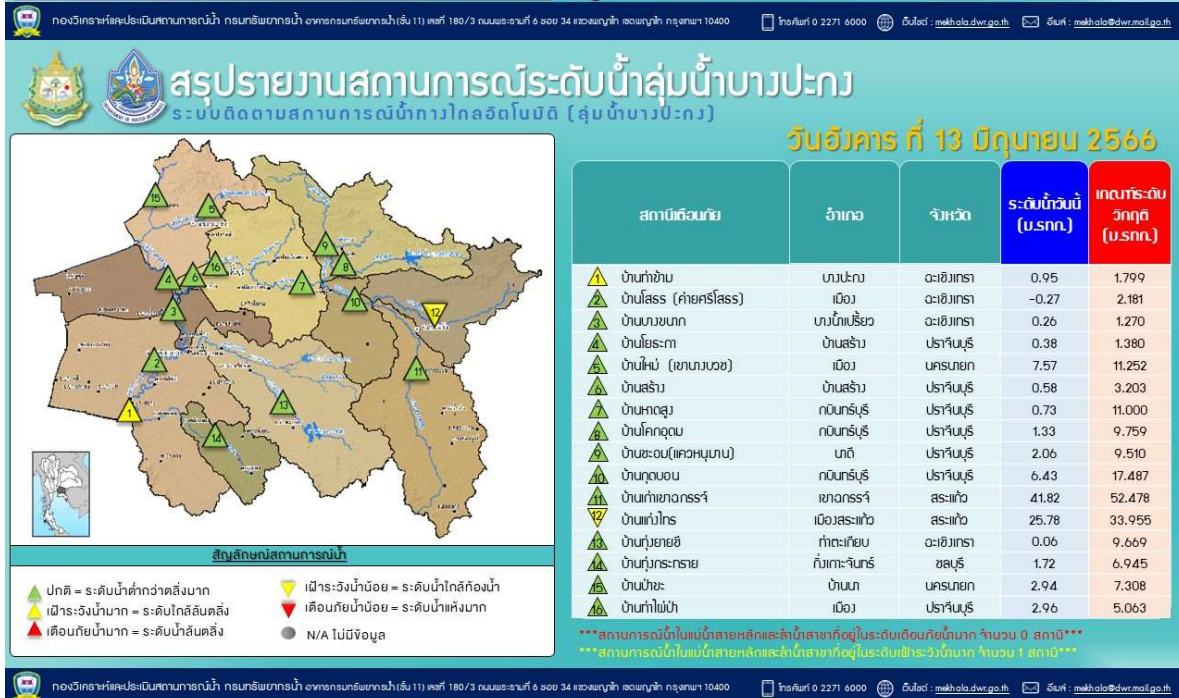 กองวิเคราะห์และประเมินสถานการณ์น้ำ กรมทรัพยากรน้ำ อาคารกรมทรัพยากรน้ำ(ชั้น 11) เลขที่ 180/3 ถนนพระรามที่ 6 ซอย 34 แขวงพญาไท เขตพญาไท กรุงเทพฯ 10400 โทรศัพท์ 0 2271 6000 เว็บไซต์ : mekhala.dwr.go.th อีเมล์ : mekhala@dwr.mail.go.th
สรุปรายงานสถานการณ์ระดับน้ำลุ่มน้ำบางปะกง
ระบบติดตามสถานการณ์น้ำทางไกลอัตโนมัติ (ลุ่มน้ำบางปะกง)
วันอังคาร ที่ 13 มิถุนายน 2566
สถานีเตือนภัย อำเภอ จังหวัด ระดับน้ำวันนี้ (ม.รทก.) เกณฑ์ระดับวิกฤติ (ม.รทก.)
1 บ้านท่าข้าม บางปะกง ฉะเชิงเทรา 0.95 1.799
2 บ้านโสธร (ค่ายศรีโสธร) เมือง ฉะเชิงเทรา -0.27 2.181
3 บ้านบางขนาก บางน้ำเปรี้ยว ฉะเชิงเทรา 0.26 1.270
4 บ้านโยธะกา บ้านสร้าง ปราจีนบุรี 0.38 1.380
5 บ้านใหม่ (เขานางบวช) เมือง นครนายก 7.57 11.252
6 บ้านสร้าง บ้านสร้าง ปราจีนบุรี 0.58 3.203
7 บ้านหาดสูง กบินทร์บุรี ปราจีนบุรี 0.73 11.000
8 บ้านโคกอุดม กบินทร์บุรี ปราจีนบุรี 1.33 9.759
9 บ้านชะอม(แควหนุมาน) นาดี ปราจีนบุรี 2.06 9.510
10 บ้านกุดบอน กบินทร์บุรี ปราจีนบุรี 6.43 17.487
11 บ้านเก่าเขาฉกรรจ์ เขาฉกรรจ์ สระแก้ว 41.82 52.478
12 บ้านแก่งไทร เมืองสระแก้ว สระแก้ว 25.78 33.955
13 บ้านทุ่งยายชี ท่าตะเกียบ ฉะเชิงเทรา 0.06 9.669
14 บ้านทุ่งกระทราย กิ่งเกาะจันทร์ ชลบุรี 1.72 6.945
15 บ้านป่าขะ บ้านนา นครนายก 2.94 7.308
16 บ้านท่าไผ่ป่า เมือง ปราจีนบุรี 2.96 5.063
***สถานการณ์น้ำในแม่น้ำสายหลักและลำน้ำสาขาที่อยู่ในระดับเตือนภัยน้ำมาก จำนวน 0 สถานี***
***สถานการณ์น้ำในแม่น้ำสายหลักและลำน้ำสาขาที่อยู่ในระดับเฝ้าระวังน้ำมาก จำนวน 1 สถานี***
สัญลักษณ์สถานการณ์น้ำ
ปกติ = ระดับน้ำต่ำกว่าตลิ่งมาก
เฝ้าระวังน้ำน้อย = ระดับน้ำใกล้ท้องน้ำ
เฝ้าระวังน้ำมาก = ระดับใกล้ล้นตลิ่ง
เตือนภัยน้ำน้อย = ระดับน้ำแห้งมาก
เตือนภัยน้ำมาก = ระดับน้ำล้นตลิ่ง
N/A ไม่มีข้อมูล
กองวิเคราะห์และประเมินสถานการณ์น้ำ กรมทรัพยากรน้ำ อาคารกรมทรัพยากรน้ำ(ชั้น 11) เลขที่ 180/3 ถนนพระรามที่ 6 ซอย 34 แขวงพญาไท เขตพญาไท กรุงเทพฯ 10400 โทรศัพท์ 0 2271 6000 เว็บไซต์ : mekhala.dwr.go.th อีเมล์ : mekhala@dwr.mail.go.th